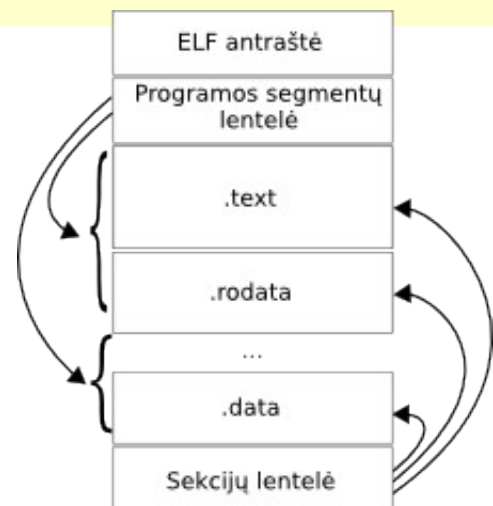 ELF antraštė
Programos segmentų
lentelė
.text
.rodata
...
.data
Sekcijų lentelė